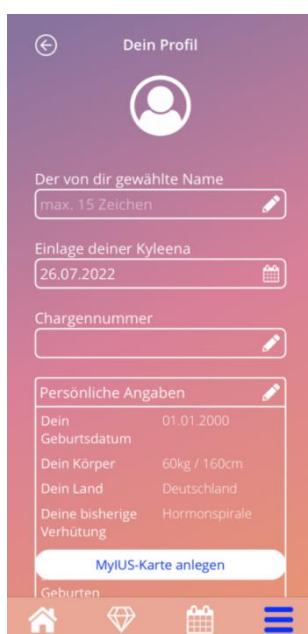 Dein Profil
Der von dir gewählte Name
max. 15 Zeichen
Einlage deiner Kyleena
26.07.2022
Chargennummer
Persönliche Angaben
Dein Geburtsdatum 01.01.2000
Dein Körper 60kg / 160cm
Dein Land Deutschland
Deine bisherige Verhütung Hormonspirale
MyIUS-Karte anlegen
Geburten